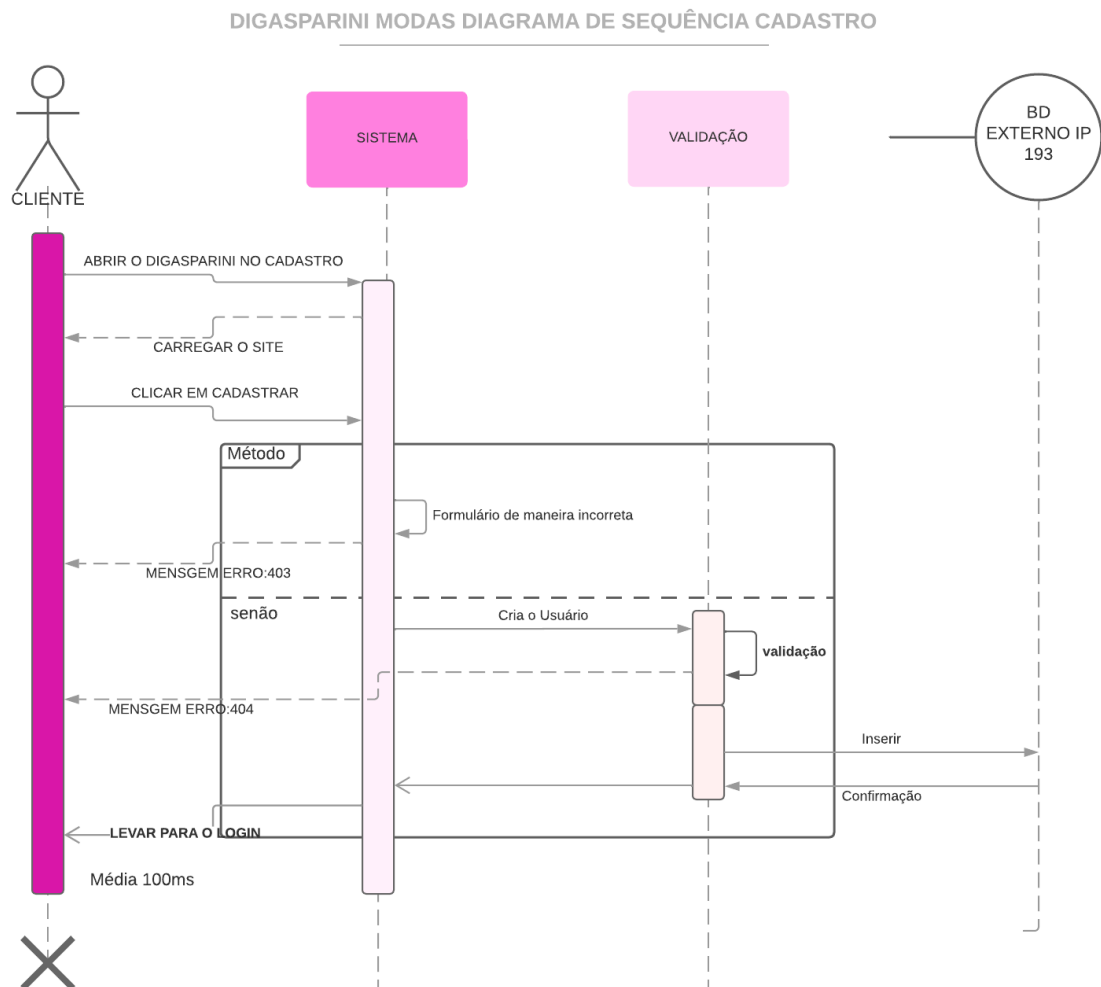 DIGASPARINI MODAS DIAGRAMA DE SEQUÊNCIA CADASTRO
CLIENTE
SISTEMA
VALIDAÇÃO
BD
EXTERNO IP
193
ABRIR O DIGASPARINI NO CADASTRO
CARREGAR O SITE
CLICAR EM CADASTRAR
Método
Formulário de maneira incorreta
MENSGEM ERRO:403
senão
Cria o Usuário
validação
MENSGEM ERRO:404
Inserir
Confirmação
LEVAR PARA O LOGIN
Média 100ms